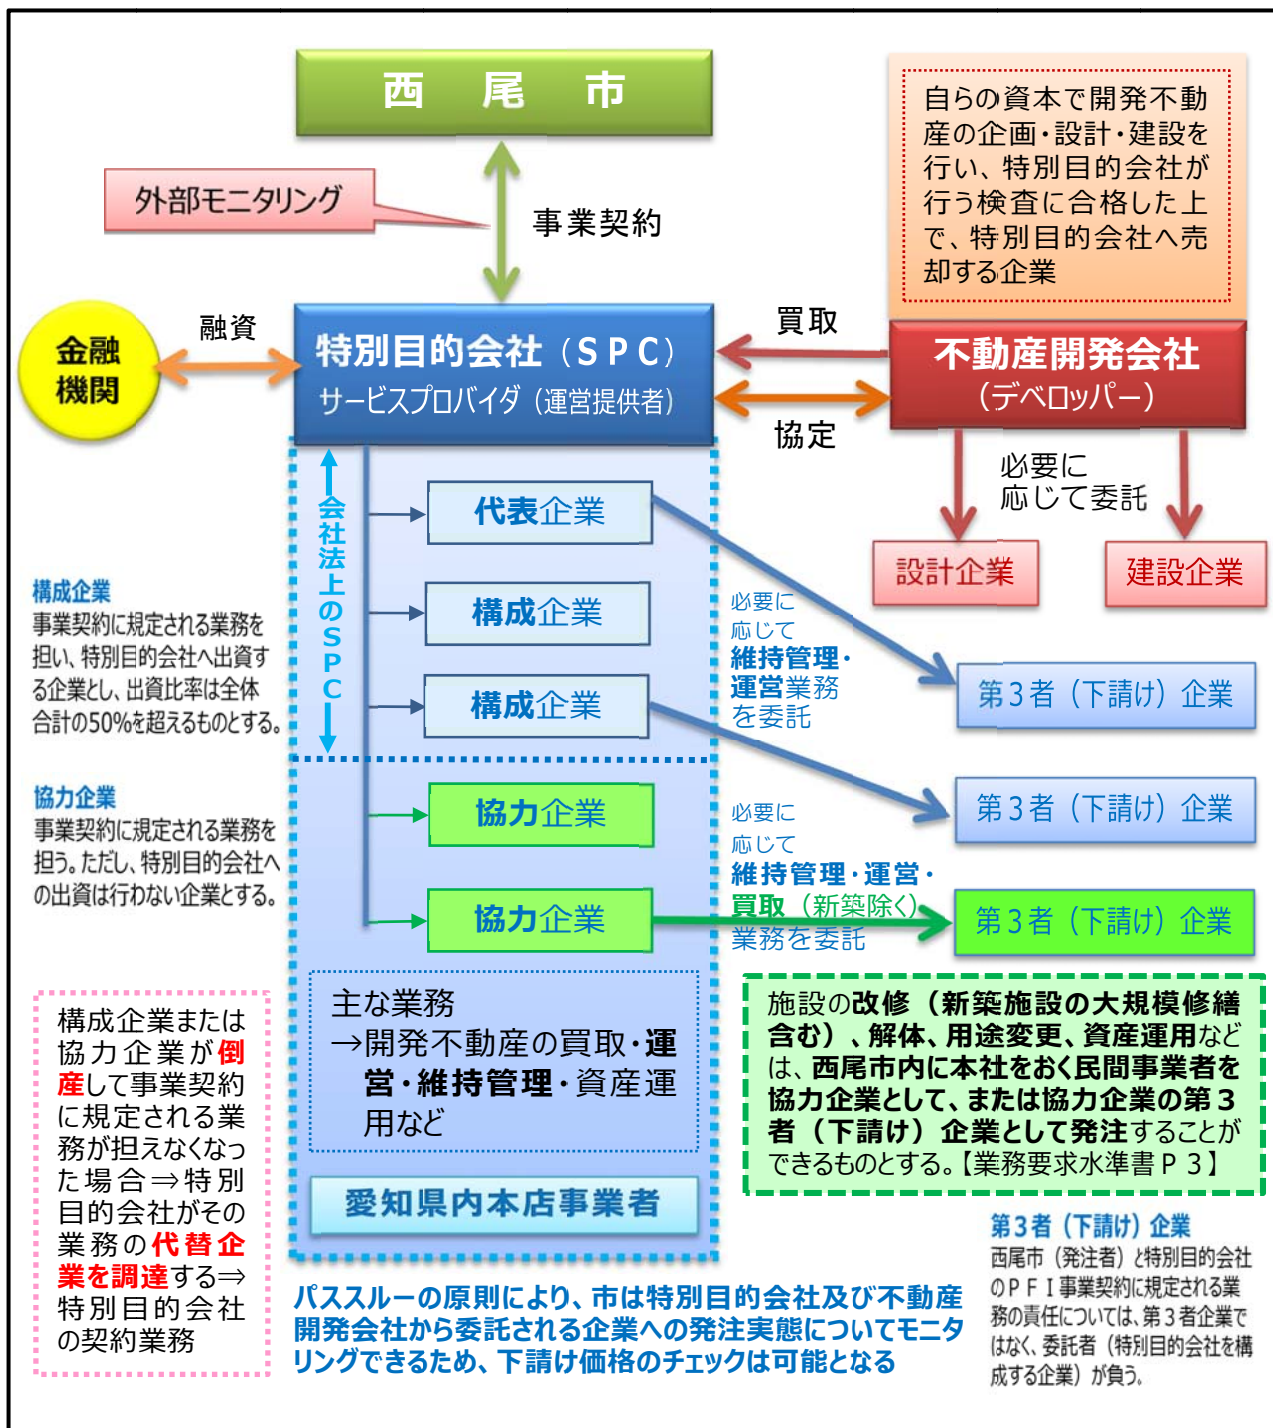 西尾市
自らの資本で開発不動
産の企画・設計・建設を
行い、特別目的会社が
行う検査に合格した上
で、特別目的会社へ売
却する企業
外部モニタリング
事業契約
金融
機関
融資
特別目的会社（ＳＰＣ）
サービスプロバイダ（運営提供者）
買取
協定
不動産開発会社
（デベロッパー）
必要に
応じて委託
設計企業
建設企業
会社法上のＳＰＣ
代表企業
構成企業
構成企業
協力企業
協力企業
構成企業
事業契約に規定される業務を
担い、特別目的会社へ出資す
る企業とし、出資比率は全体
合計の50%を超えるものとする。
協力企業
事業契約に規定される業務を
担う。ただし、特別目的会社へ
の出資は行わない企業とする。
必要に
応じて
維持管理・
運営業務
を委託
第３者（下請け）企業
第３者（下請け）企業
必要に
応じて
維持管理・運営・
買取（新築除く）
業務を委託
第３者（下請け）企業
主な業務
→開発不動産の買取・運
営・維持管理・資産運
用など
愛知県内本店事業者
構成企業または
協力企業が倒
産して事業契約
に規定される業
務が担えなくなっ
た場合⇒特別
目的会社がその
業務の代替企
業を調達する⇒
特別目的会社
の契約業務
施設の改修（新築施設の大規模修繕
含む）、解体、用途変更、資産運用など
は、西尾市内に本社をおく民間事業者を
協力企業として、または協力企業の第３
者（下請け）企業として発注することが
できるものとする。【業務要求水準書Ｐ３】
第３者（下請け）企業
西尾市（発注者）と特別目的会社
のＰＦＩ事業契約に規定される業
務の責任については、第３者企業で
はなく、委託者（特別目的会社を構
成する企業）が負う。
パススルーの原則により、市は特別目的会社及び不動産
開発会社から委託される企業への発注実態についてモニタ
リングできるため、下請け価格のチェックは可能となる